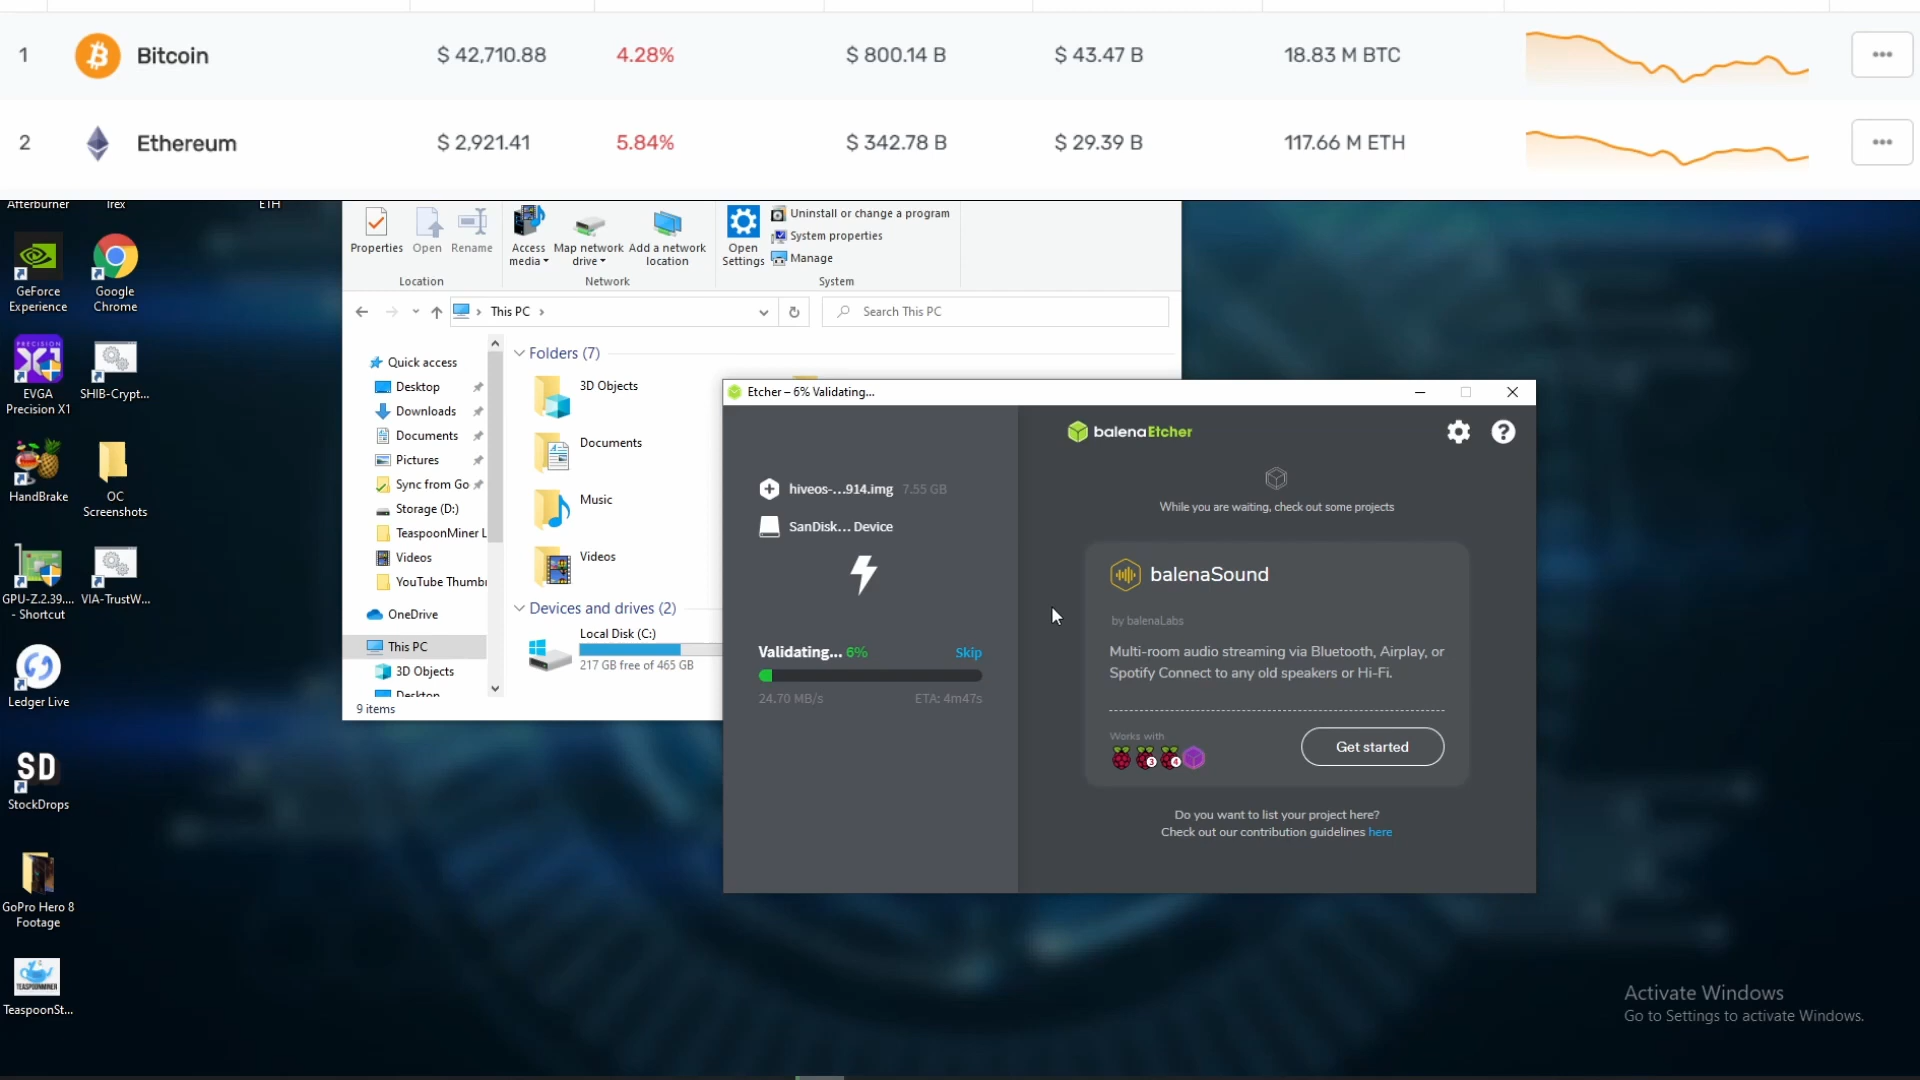 1 Bitcoin $ 42,710.88 4.28% $ 800.14 B $ 43.47 B 18.83 M BTC
2 Ethereum $ 2,921.41 5.84% $ 342.78 B $ 29.39 B 117.66 M ETH
Afterburner
Trex
ETH
GeForce
Experience
Google
Chrome
EVGA
Precision X1
SHIB-Crypt...
HandBrake
OC
Screenshots
GPU-Z.2.39....
- Shortcut
VIA-TrustW...
Ledger Live
SD
StockDrops
GoPro Hero 8
Footage
TEASPOONMINER
TeaspoonSt...
Properties
Open
Rename
Location
Access
media
Map network
drive
Add a network
location
Network
Open
Settings
Uninstall or change a program
System properties
Manage
System
This PC
Search This PC
Quick access
Desktop
Downloads
Documents
Pictures
Sync from Go
Storage (D:)
TeaspoonMiner L
Videos
YouTube Thumb
OneDrive
This PC
3D Objects
Desktop
9 items
Folders (7)
3D Objects
Documents
Music
Videos
Devices and drives (2)
Local Disk (C:)
217 GB free of 465 GB
Etcher – 6% Validating...
balenaEtcher
hiveos-...914.img 7.55 GB
SanDisk... Device
Validating... 6% Skip
24.70 MB/s ETA: 4m47s
While you are waiting, check out some projects
balenaSound
by balenaLabs
Multi-room audio streaming via Bluetooth, Airplay, or
Spotify Connect to any old speakers or Hi-Fi.
Works with
3
4
Get started
Do you want to list your project here?
Check out our contribution guidelines here
Activate Windows
Go to Settings to activate Windows.